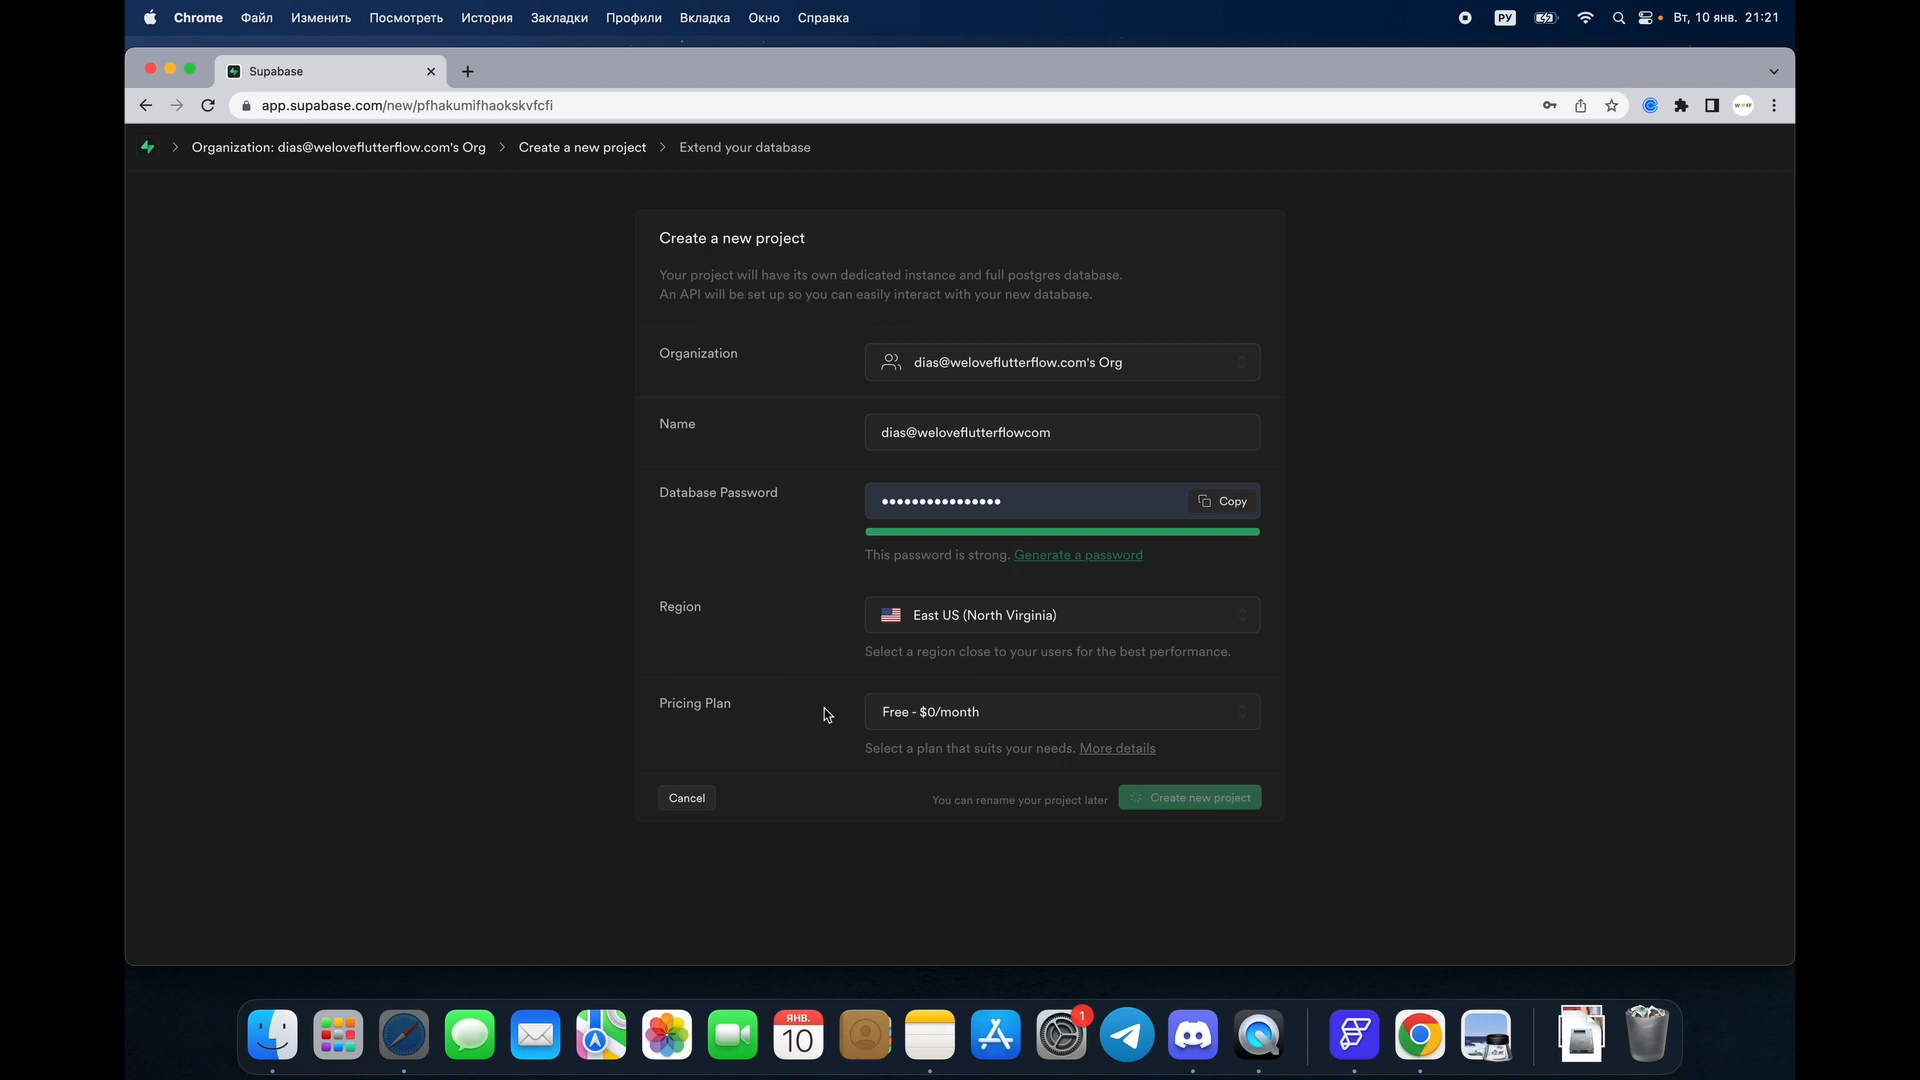 Chrome Файл Изменить Посмотреть История Закладки Профили Вкладка Окно Справка РУ Вт, 10 янв. 21:21
Supabase
app.supabase.com/new/pfhakumifhaokskvfcfi
Organization: dias@weloveflutterflow.com's Org > Create a new project > Extend your database
Create a new project
Your project will have its own dedicated instance and full postgres database.
An API will be set up so you can easily interact with your new database.
Organization
dias@weloveflutterflow.com's Org
Name
dias@weloveflutterflowcom
Database Password
•••••••••••••••• Copy
This password is strong. Generate a password
Region
East US (North Virginia)
Select a region close to your users for the best performance.
Pricing Plan
Free - $0/month
Select a plan that suits your needs. More details
Cancel You can rename your project later Create new project
ЯНВ.
10
1